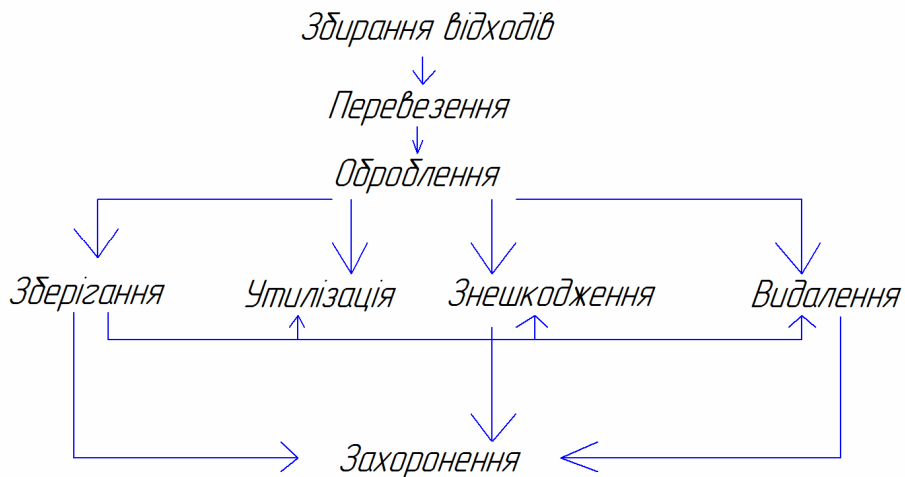 Збирання відходів
Перевезення
Оброблення
Зберігання Утилізація Знешкодження Видалення
Захоронення